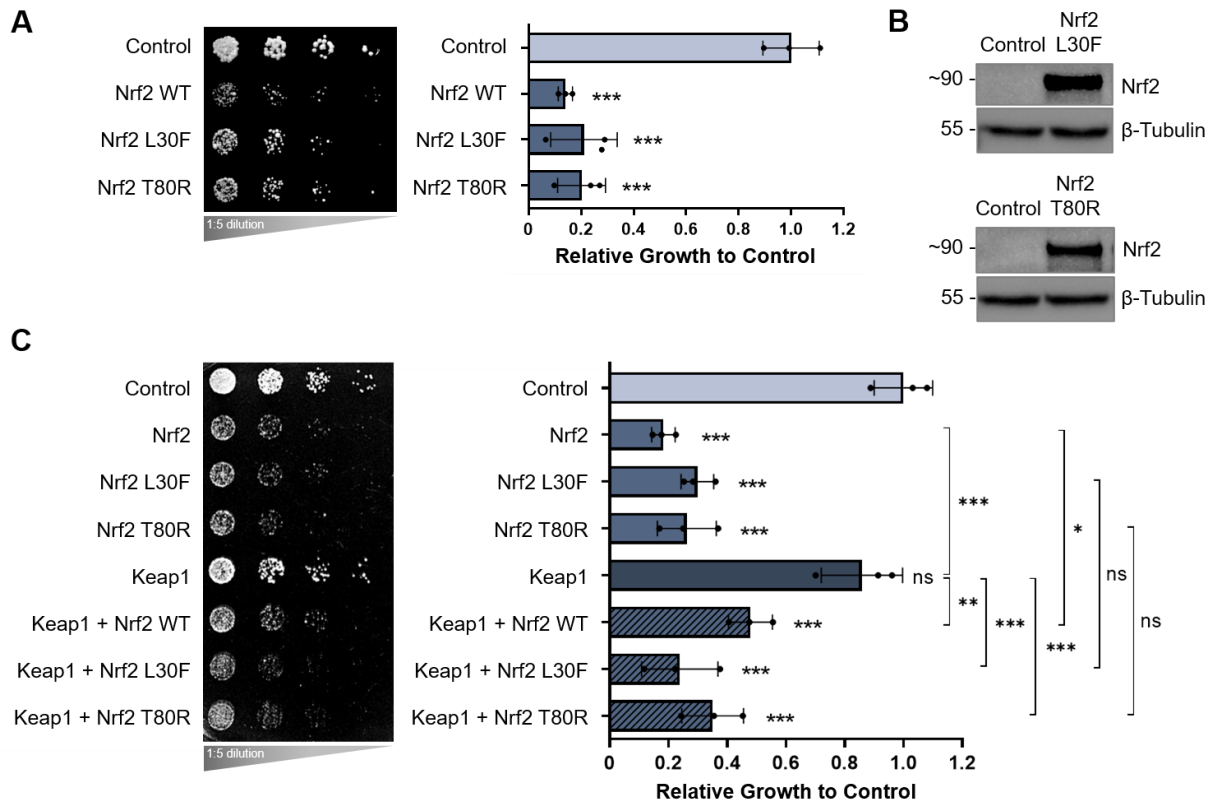 A
Control
Nrf2 WT
Nrf2 L30F
Nrf2 T80R
1:5 dilution
Control
Nrf2 WT
Nrf2 L30F
Nrf2 T80R
***
***
***
0 0.2 0.4 0.6 0.8 1.0 1.2
Relative Growth to Control
B
Control Nrf2 L30F
~90 - Nrf2
55 - β-Tubulin
Control Nrf2 T80R
~90 - Nrf2
55 - β-Tubulin
C
Control
Nrf2
Nrf2 L30F
Nrf2 T80R
Keap1
Keap1 + Nrf2 WT
Keap1 + Nrf2 L30F
Keap1 + Nrf2 T80R
1:5 dilution
Control
Nrf2 ***
Nrf2 L30F ***
Nrf2 T80R ***
Keap1 ns
Keap1 + Nrf2 WT ***
Keap1 + Nrf2 L30F ***
Keap1 + Nrf2 T80R ***
***
**
***
***
*
ns
ns
0 0.2 0.4 0.6 0.8 1.0 1.2
Relative Growth to Control